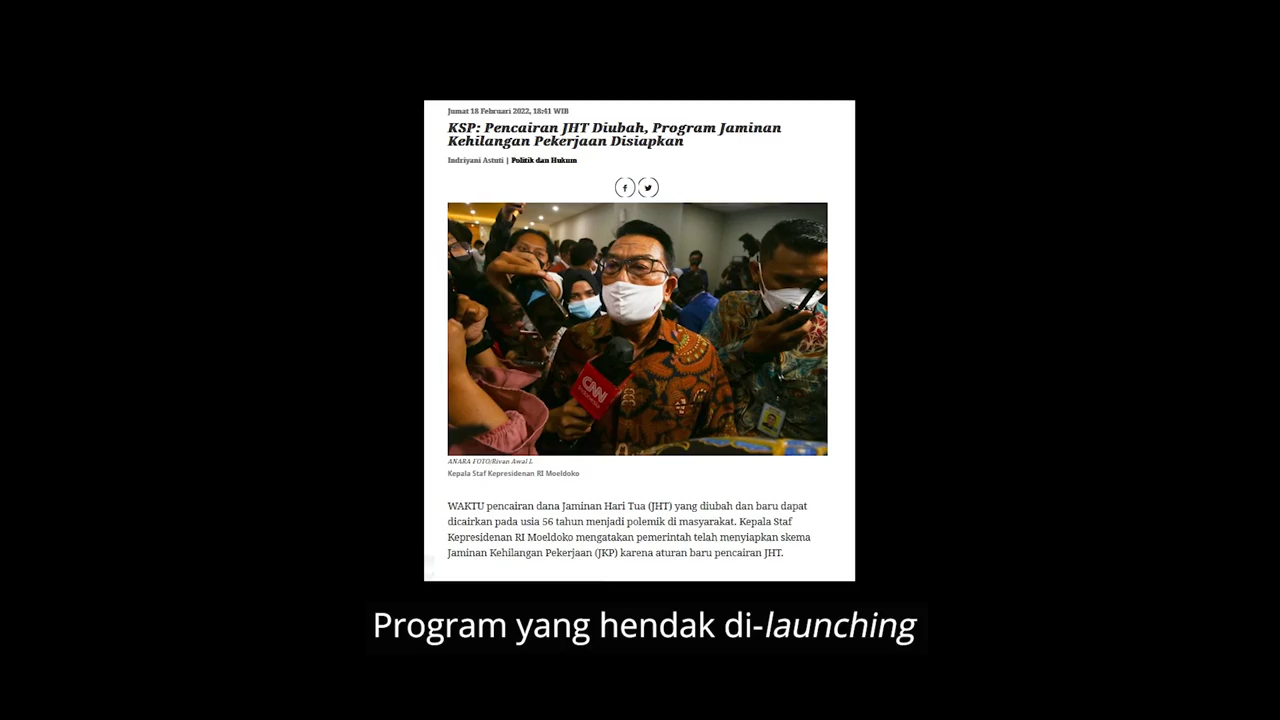 Jumat 18 Februari 2022, 18:41 WIB
KSP: Pencairan JHT Diubah, Program Jaminan
Kehilangan Pekerjaan Disiapkan
Indriyani Astuti | Politik dan Hukum
CNN
Indonesia
ANARA FOTO/Rivan Awal L
Kepala Staf Kepresidenan RI Moeldoko
WAKTU pencairan dana Jaminan Hari Tua (JHT) yang diubah dan baru dapat
dicairkan pada usia 56 tahun menjadi polemik di masyarakat. Kepala Staf
Kepresidenan RI Moeldoko mengatakan pemerintah telah menyiapkan skema
Jaminan Kehilangan Pekerjaan (JKP) karena aturan baru pencairan JHT.
Program yang hendak di-launching